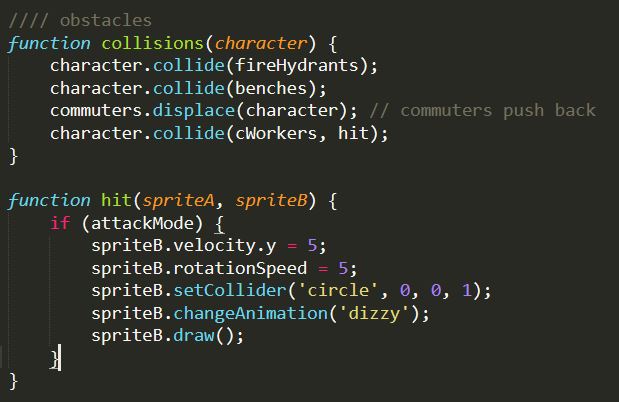 //// obstacles
function collisions(character) {
    character.collide(fireHydrants);
    character.collide(benches);
    commuters.displace(character); // commuters push back
    character.collide(cWorkers, hit);
}

function hit(spriteA, spriteB) {
    if (attackMode) {
        spriteB.velocity.y = 5;
        spriteB.rotationSpeed = 5;
        spriteB.setCollider('circle', 0, 0, 1);
        spriteB.changeAnimation('dizzy');
        spriteB.draw();
    }
}